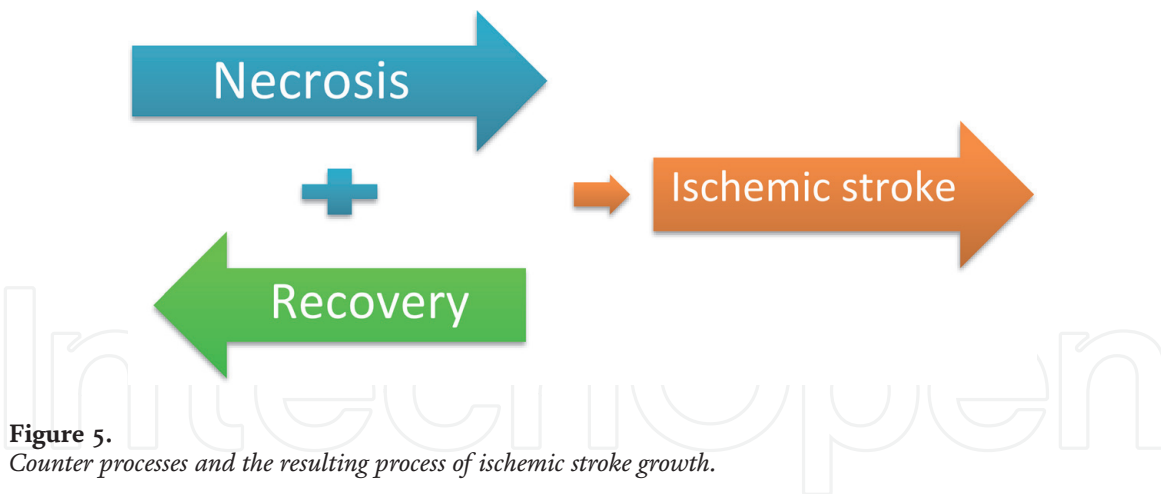 Necrosis
Ischemic stroke
Recovery
IntechOpen
Figure 5.
Counter processes and the resulting process of ischemic stroke growth.